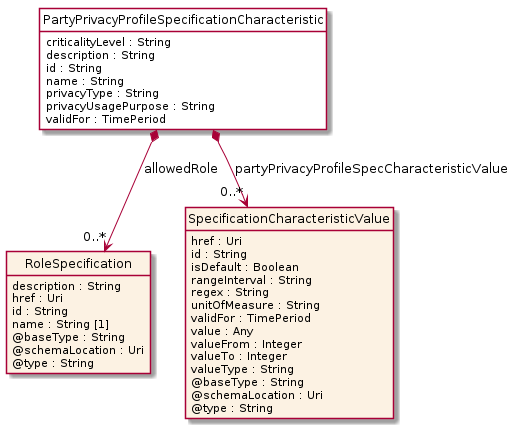 PartyPrivacyProfileSpecificationCharacteristic
criticalityLevel : String
description : String
id : String
name : String
privacyType : String
privacyUsagePurpose : String
validFor : TimePeriod
allowedRole
partyPrivacyProfileSpecCharacteristicValue
0..*
0..*
RoleSpecification
description : String
href : Uri
id : String
name : String [1]
@baseType : String
@schemaLocation : Uri
@type : String
SpecificationCharacteristicValue
href : Uri
id : String
isDefault : Boolean
rangeInterval : String
regex : String
unitOfMeasure : String
validFor : TimePeriod
value : Any
valueFrom : Integer
valueTo : Integer
valueType : String
@baseType : String
@schemaLocation : Uri
@type : String